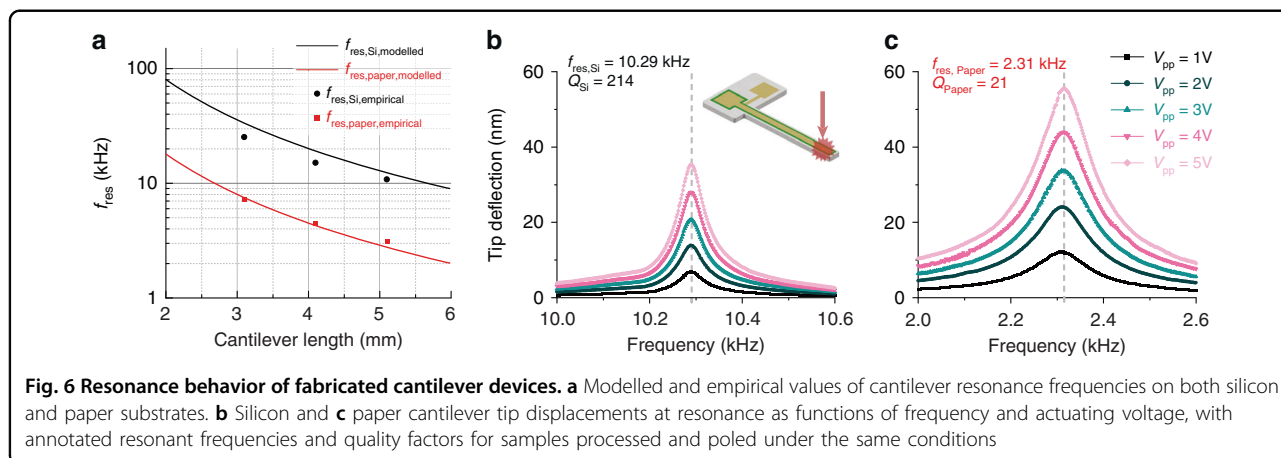 a
f_res,Si,modelled
f_res,paper,modelled
f_res,Si,empirical
f_res,paper,empirical
100
10
1
f_res (kHz)
2 3 4 5 6
Cantilever length (mm)
b
f_res,Si = 10.29 kHz
Q_Si = 214
60
40
20
0
Tip deflection (nm)
10.0 10.2 10.4 10.6
Frequency (kHz)
c
f_res, Paper = 2.31 kHz
Q_Paper = 21
60
40
20
0
2.0 2.2 2.4 2.6
Frequency (kHz)
V_pp = 1V
V_pp = 2V
V_pp = 3V
V_pp = 4V
V_pp = 5V
Fig. 6 Resonance behavior of fabricated cantilever devices. a Modelled and empirical values of cantilever resonance frequencies on both silicon
and paper substrates. b Silicon and c paper cantilever tip displacements at resonance as functions of frequency and actuating voltage, with
annotated resonant frequencies and quality factors for samples processed and poled under the same conditions